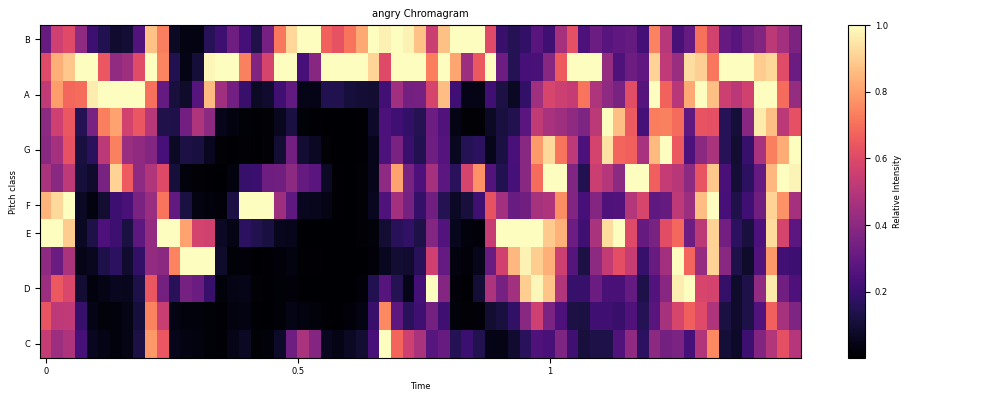 angry Chromagram
B
A
G
F
E
D
C
Pitch class
0
0.5
1
Time
1.0
0.8
0.6
0.4
0.2
Relative Intensity